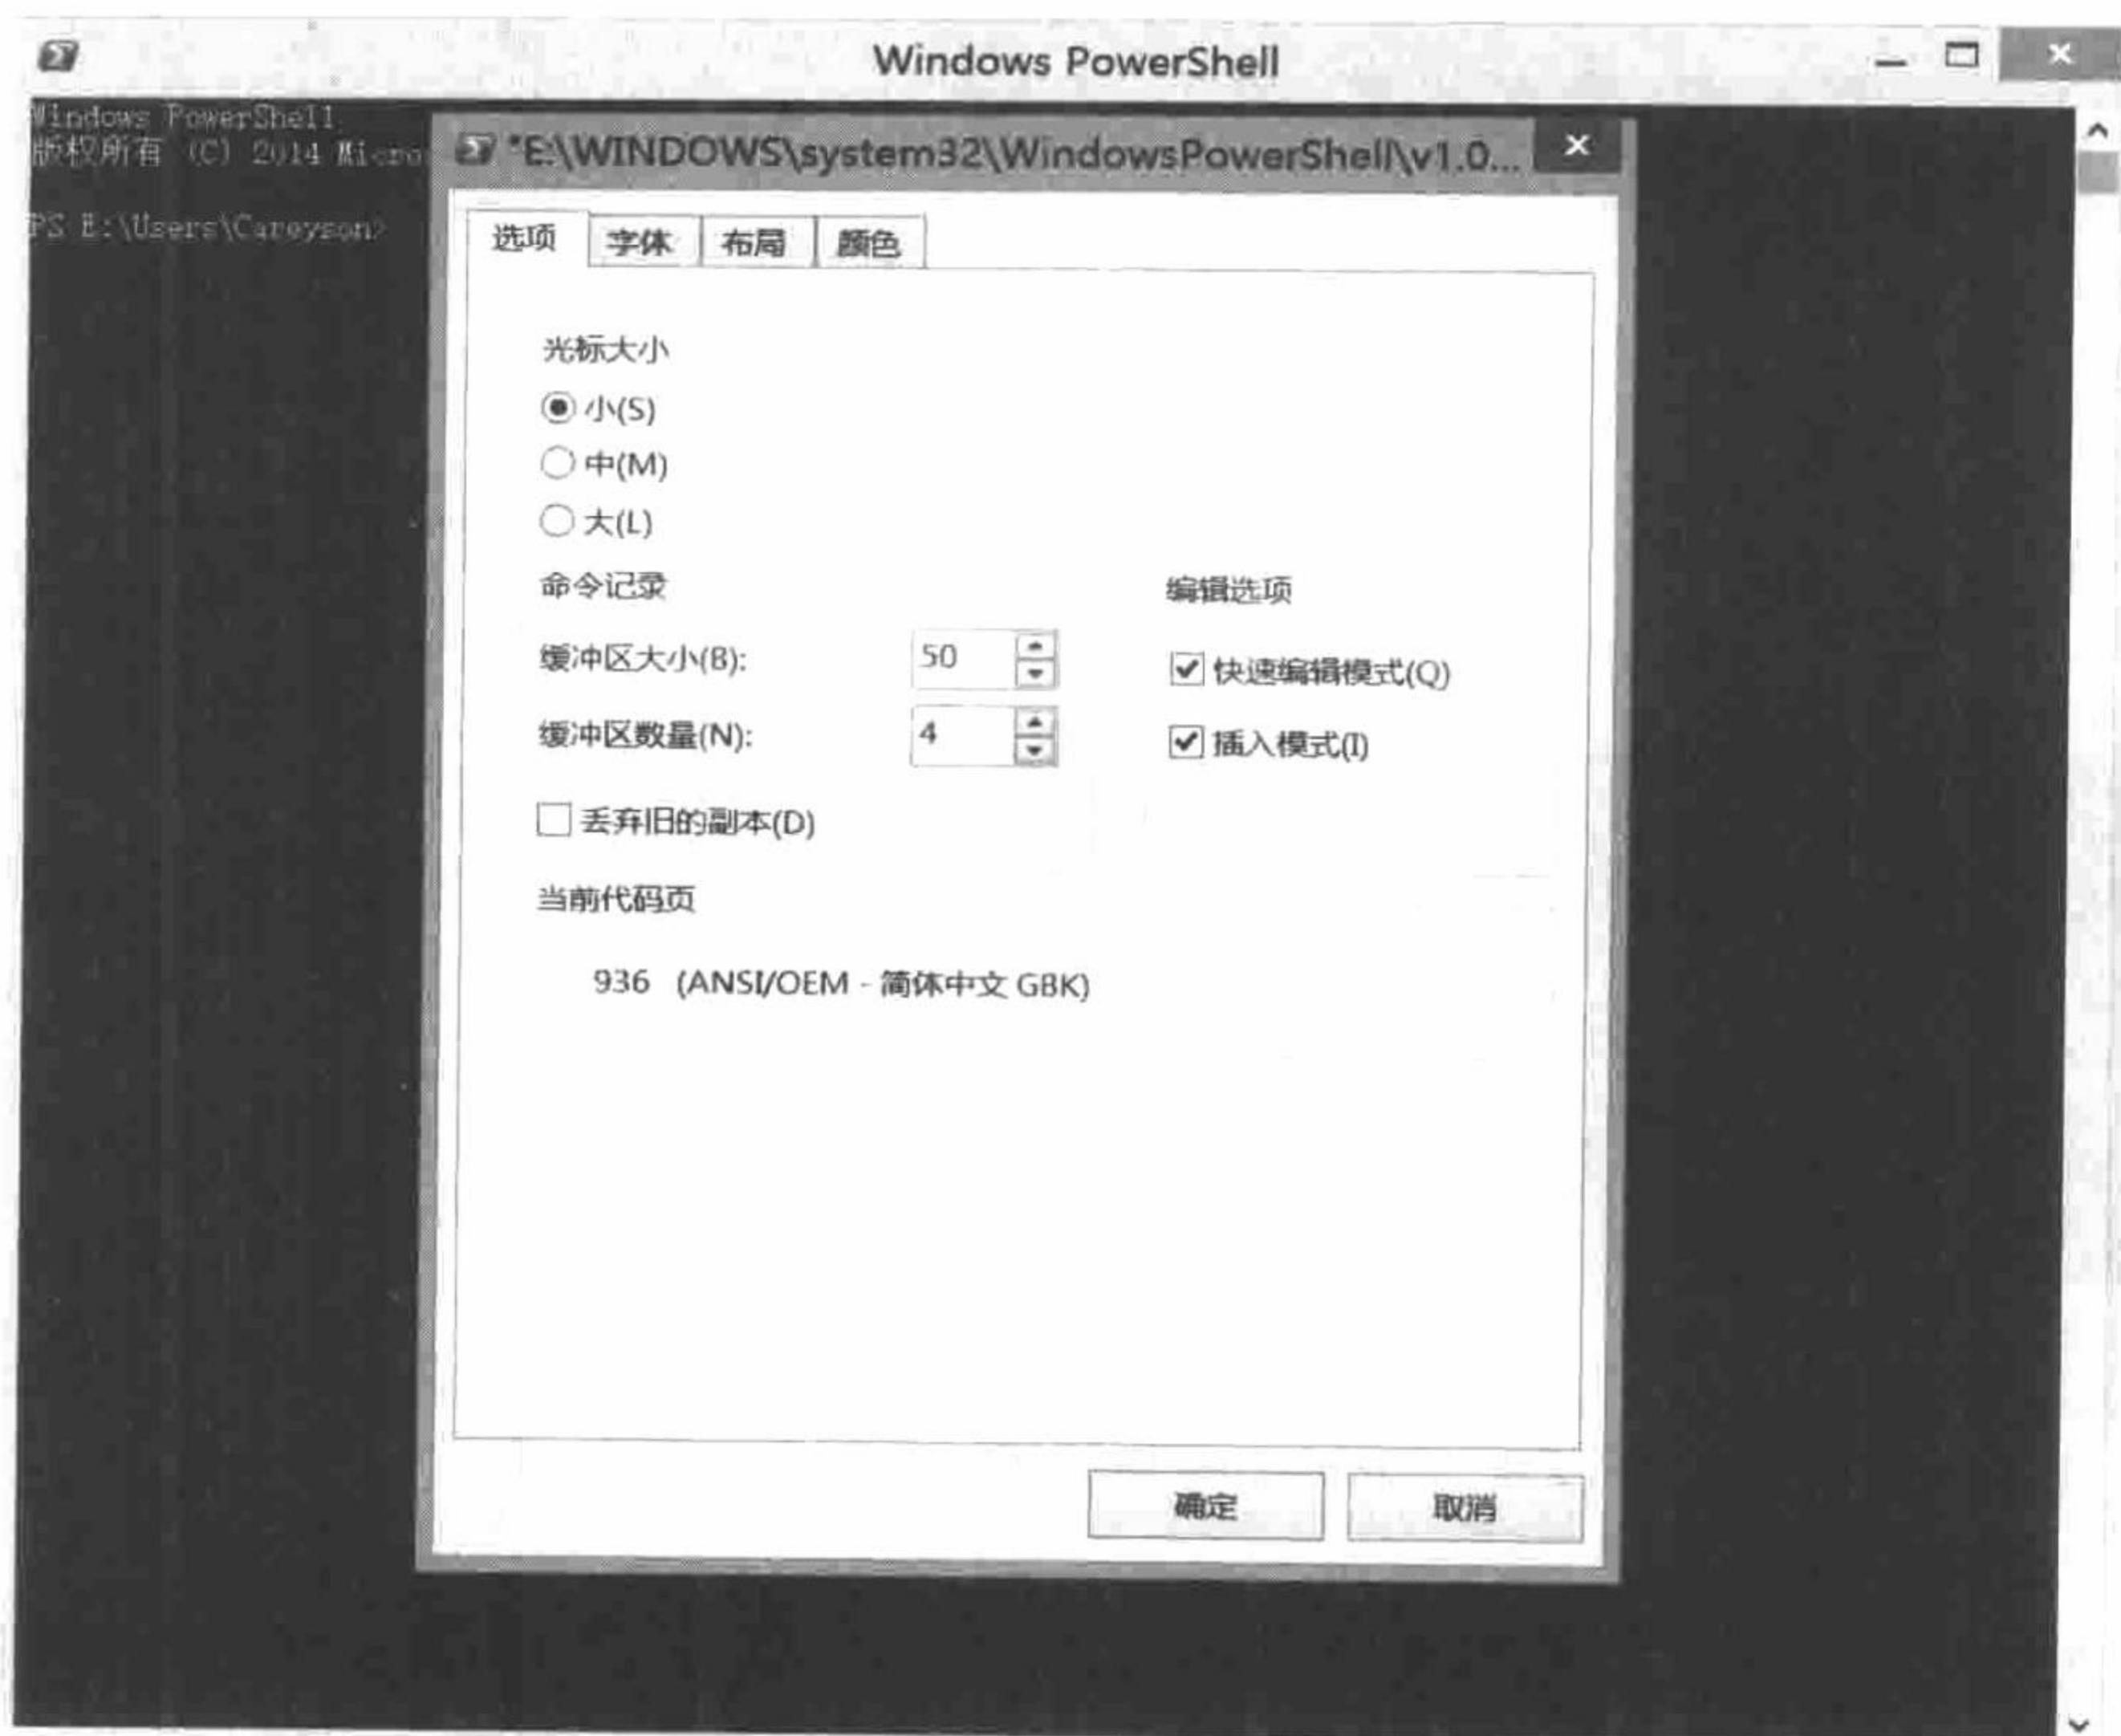 Windows PowerShell
Windows PowerShell
版权所有 (C) 2014 Micro
PS E:\Users\Careyson>
"E:\WINDOWS\system32\WindowsPowerShell\v1.0...
选项 字体 布局 颜色
光标大小
小(S)
中(M)
大(L)
命令记录 编辑选项
缓冲区大小(B): 50 快速编辑模式(Q)
缓冲区数量(N): 4 插入模式(I)
丢弃旧的副本(D)
当前代码页
936 (ANSI/OEM - 简体中文 GBK)
确定 取消